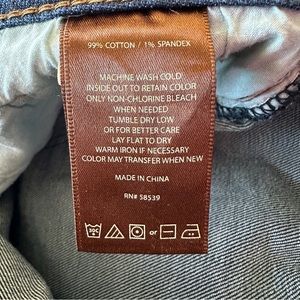 99% COTTON / 1% SPANDEX
MACHINE WASH COLD
INSIDE OUT TO RETAIN COLOR
ONLY NON-CHLORINE BLEACH
WHEN NEEDED
TUMBLE DRY LOW
OR FOR BETTER CARE
LAY FLAT TO DRY
WARM IRON IF NECESSARY
COLOR MAY TRANSFER WHEN NEW
MADE IN CHINA
RN# 58539
30C or